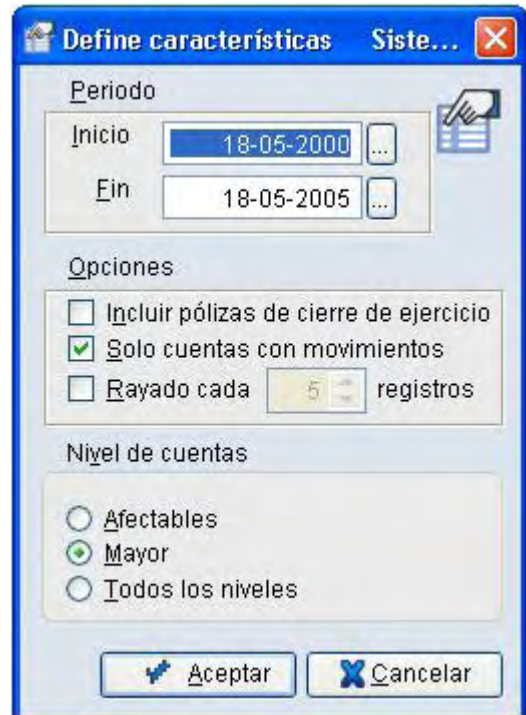 Define características Siste...
Periodo
Inicio 18-05-2000 ...
Fin 18-05-2005 ...
Opciones
Incluir pólizas de cierre de ejercicio
Solo cuentas con movimientos
Rayado cada 5 registros
Nivel de cuentas
Afectables
Mayor
Todos los niveles
Aceptar Cancelar